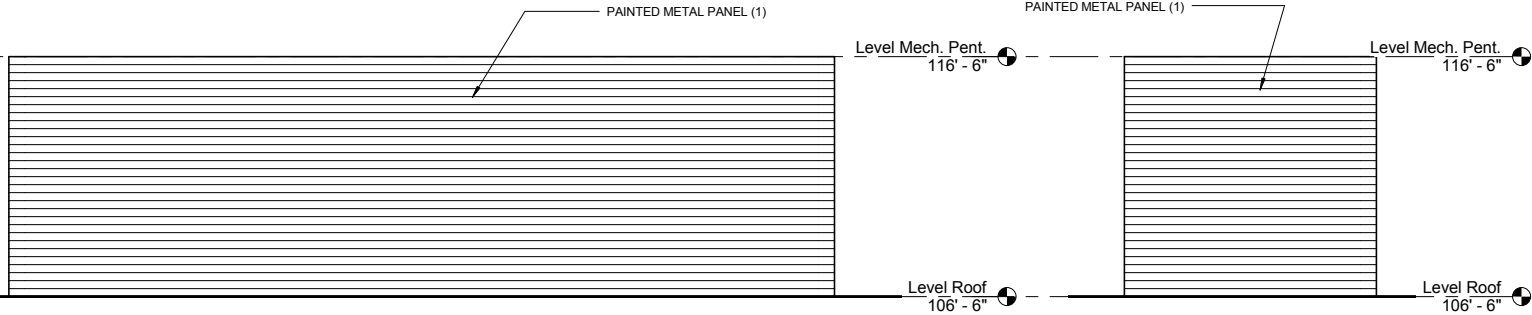 PAINTED METAL PANEL (1)
PAINTED METAL PANEL (1)
Level Mech. Pent.
116' - 6"
Level Mech. Pent.
116' - 6"
Level Roof
106' - 6"
Level Roof
106' - 6"